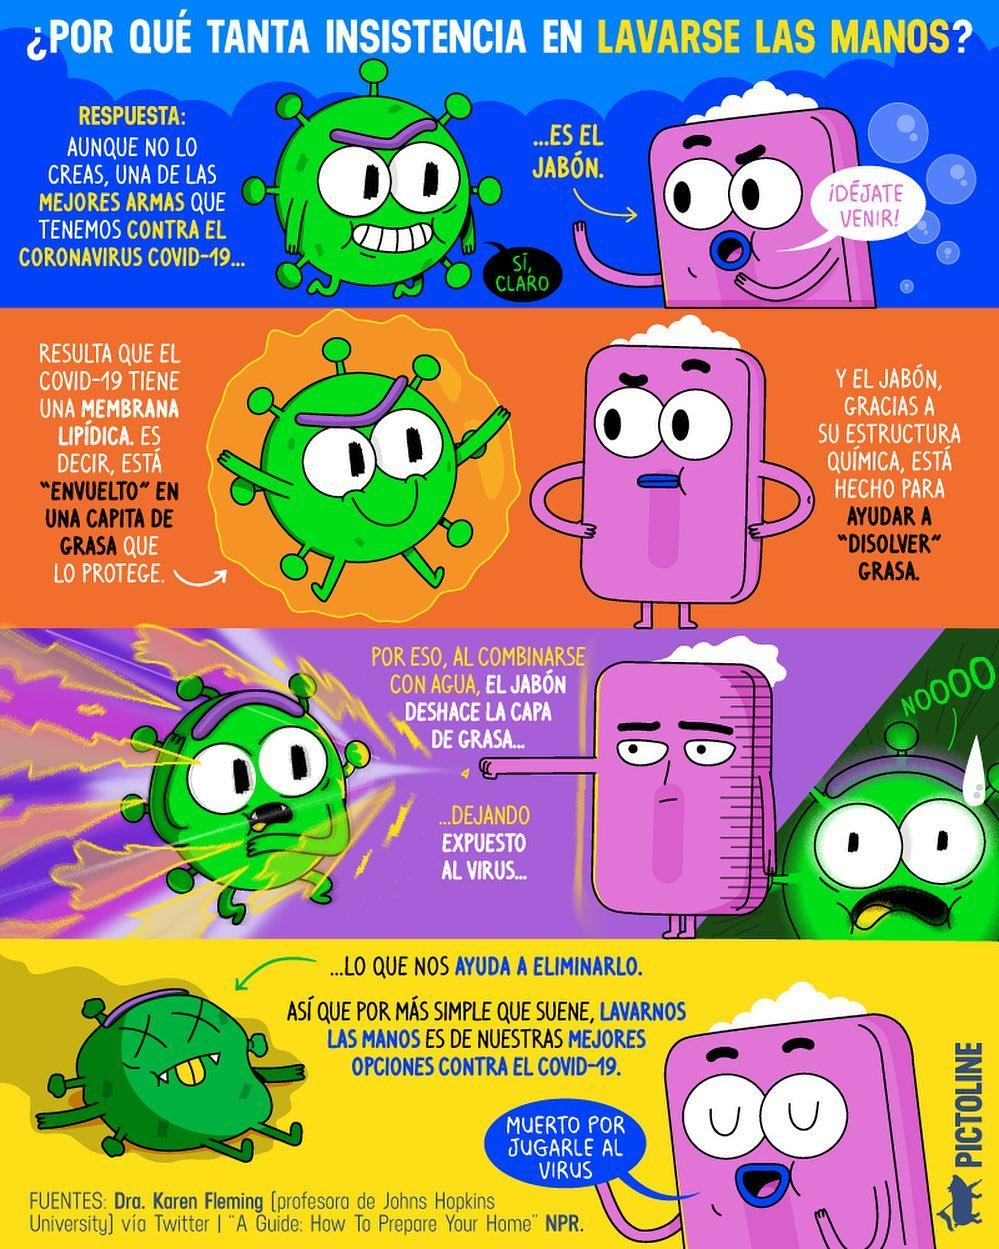 ¿POR QUÉ TANTA INSISTENCIA EN LAVARSE LAS MANOS?
RESPUESTA:
AUNQUE NO LO
CREAS, UNA DE LAS
MEJORES ARMAS QUE
TENEMOS CONTRA EL
CORONAVIRUS COVID-19...
SÍ,
CLARO
...ES EL
JABÓN.
¡DÉJATE
VENIR!
RESULTA QUE EL
COVID-19 TIENE
UNA MEMBRANA
LIPÍDICA. ES
DECIR, ESTÁ
"ENVUELTO" EN
UNA CAPITA DE
GRASA QUE
LO PROTEGE.
Y EL JABÓN,
GRACIAS A
SU ESTRUCTURA
QUÍMICA, ESTÁ
HECHO PARA
AYUDAR A
"DISOLVER"
GRASA.
POR ESO, AL COMBINARSE
CON AGUA, EL JABÓN
DESHACE LA CAPA
DE GRASA...
...DEJANDO
EXPUESTO
AL VIRUS...
NOOOO
...LO QUE NOS AYUDA A ELIMINARLO.
ASÍ QUE POR MÁS SIMPLE QUE SUENE, LAVARNOS
LAS MANOS ES DE NUESTRAS MEJORES
OPCIONES CONTRA EL COVID-19.
MUERTO POR
JUGARLE AL
VIRUS
PICTOLINE
FUENTES: Dra. Karen Fleming (profesora de Johns Hopkins
University) vía Twitter | "A Guide: How To Prepare Your Home" NPR.